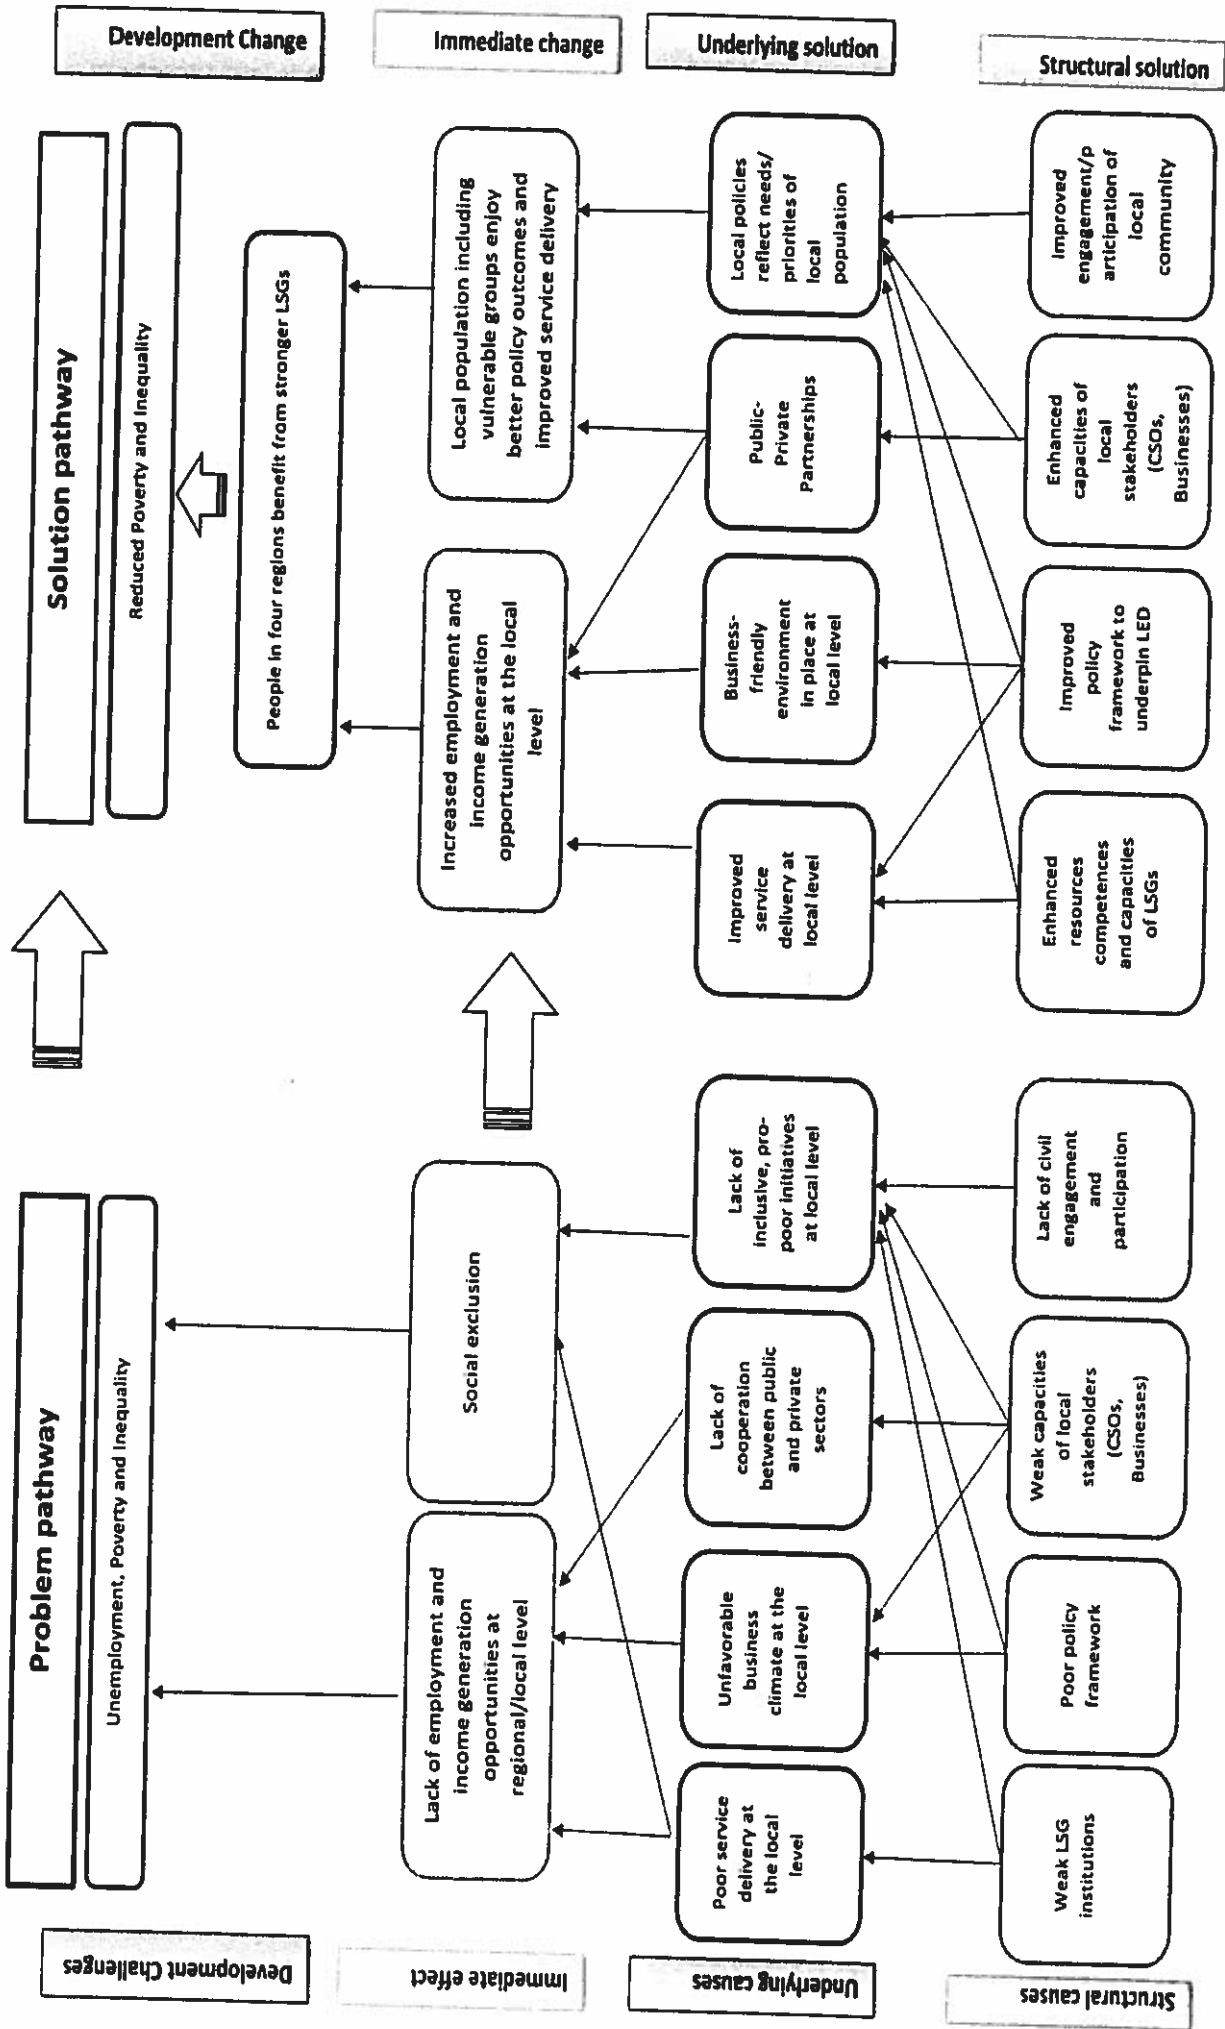 Problem pathway
Unemployment, Poverty and Inequality
Development Challenges
Immediate effect
Lack of employment and
income generation
opportunities at
regional/local level
Social exclusion
Underlying causes
Poor service
delivery at
the local
level
Unfavorable
business
climate at the
local level
Lack of
cooperation
between public
and private
sectors
Lack of
inclusive, pro-
poor initiatives
at local level
Structural causes
Weak LSG
institutions
Poor policy
framework
Weak capacities
of local
stakeholders
(CSOs,
Businesses)
Lack of civil
engagement
and
participation
Solution pathway
Reduced Poverty and Inequality
Development Change
People in four regions benefit from stronger LSGs
Increased employment and
income generation
opportunities at the local
level
Local population including
vulnerable groups enjoy
better policy outcomes and
improved service delivery
Immediate change
Improved
service
delivery at
local level
Business-
friendly
environment
in place at
local level
Public-
Private
Partnerships
Local policies
reflect needs/
priorities of
local
population
Underlying solution
Enhanced
resources
competences
and capacities
of LSGs
Improved
policy
framework to
underpin LED
Enhanced
capacities of
local
stakeholders
(CSOs,
Businesses)
Improved
engagement/p
articipation of
local
community
Structural solution